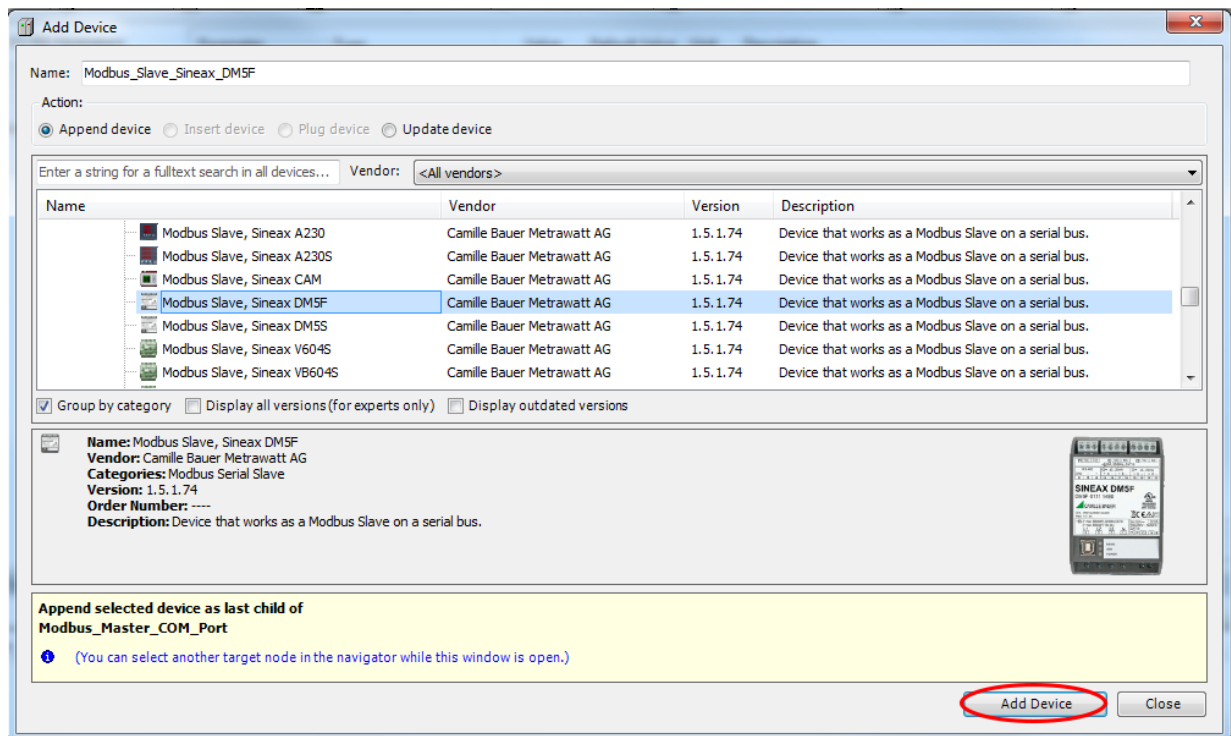 Add Device
Name: Modbus_Slave_Sineax_DM5F
Action:
Append device Insert device Plug device Update device
Enter a string for a fulltext search in all devices... Vendor: <All vendors>
Name Vendor Version Description
Modbus Slave, Sineax A230 Camille Bauer Metrawatt AG 1.5.1.74 Device that works as a Modbus Slave on a serial bus.
Modbus Slave, Sineax A230S Camille Bauer Metrawatt AG 1.5.1.74 Device that works as a Modbus Slave on a serial bus.
Modbus Slave, Sineax CAM Camille Bauer Metrawatt AG 1.5.1.74 Device that works as a Modbus Slave on a serial bus.
Modbus Slave, Sineax DM5F Camille Bauer Metrawatt AG 1.5.1.74 Device that works as a Modbus Slave on a serial bus.
Modbus Slave, Sineax DM5S Camille Bauer Metrawatt AG 1.5.1.74 Device that works as a Modbus Slave on a serial bus.
Modbus Slave, Sineax V604S Camille Bauer Metrawatt AG 1.5.1.74 Device that works as a Modbus Slave on a serial bus.
Modbus Slave, Sineax VB604S Camille Bauer Metrawatt AG 1.5.1.74 Device that works as a Modbus Slave on a serial bus.
Group by category Display all versions (for experts only) Display outdated versions
Name: Modbus Slave, Sineax DM5F
Vendor: Camille Bauer Metrawatt AG
Categories: Modbus Serial Slave
Version: 1.5.1.74
Order Number: ----
Description: Device that works as a Modbus Slave on a serial bus.
SINEAX DM5F
Append selected device as last child of
Modbus_Master_COM_Port
(You can select another target node in the navigator while this window is open.)
Add Device Close